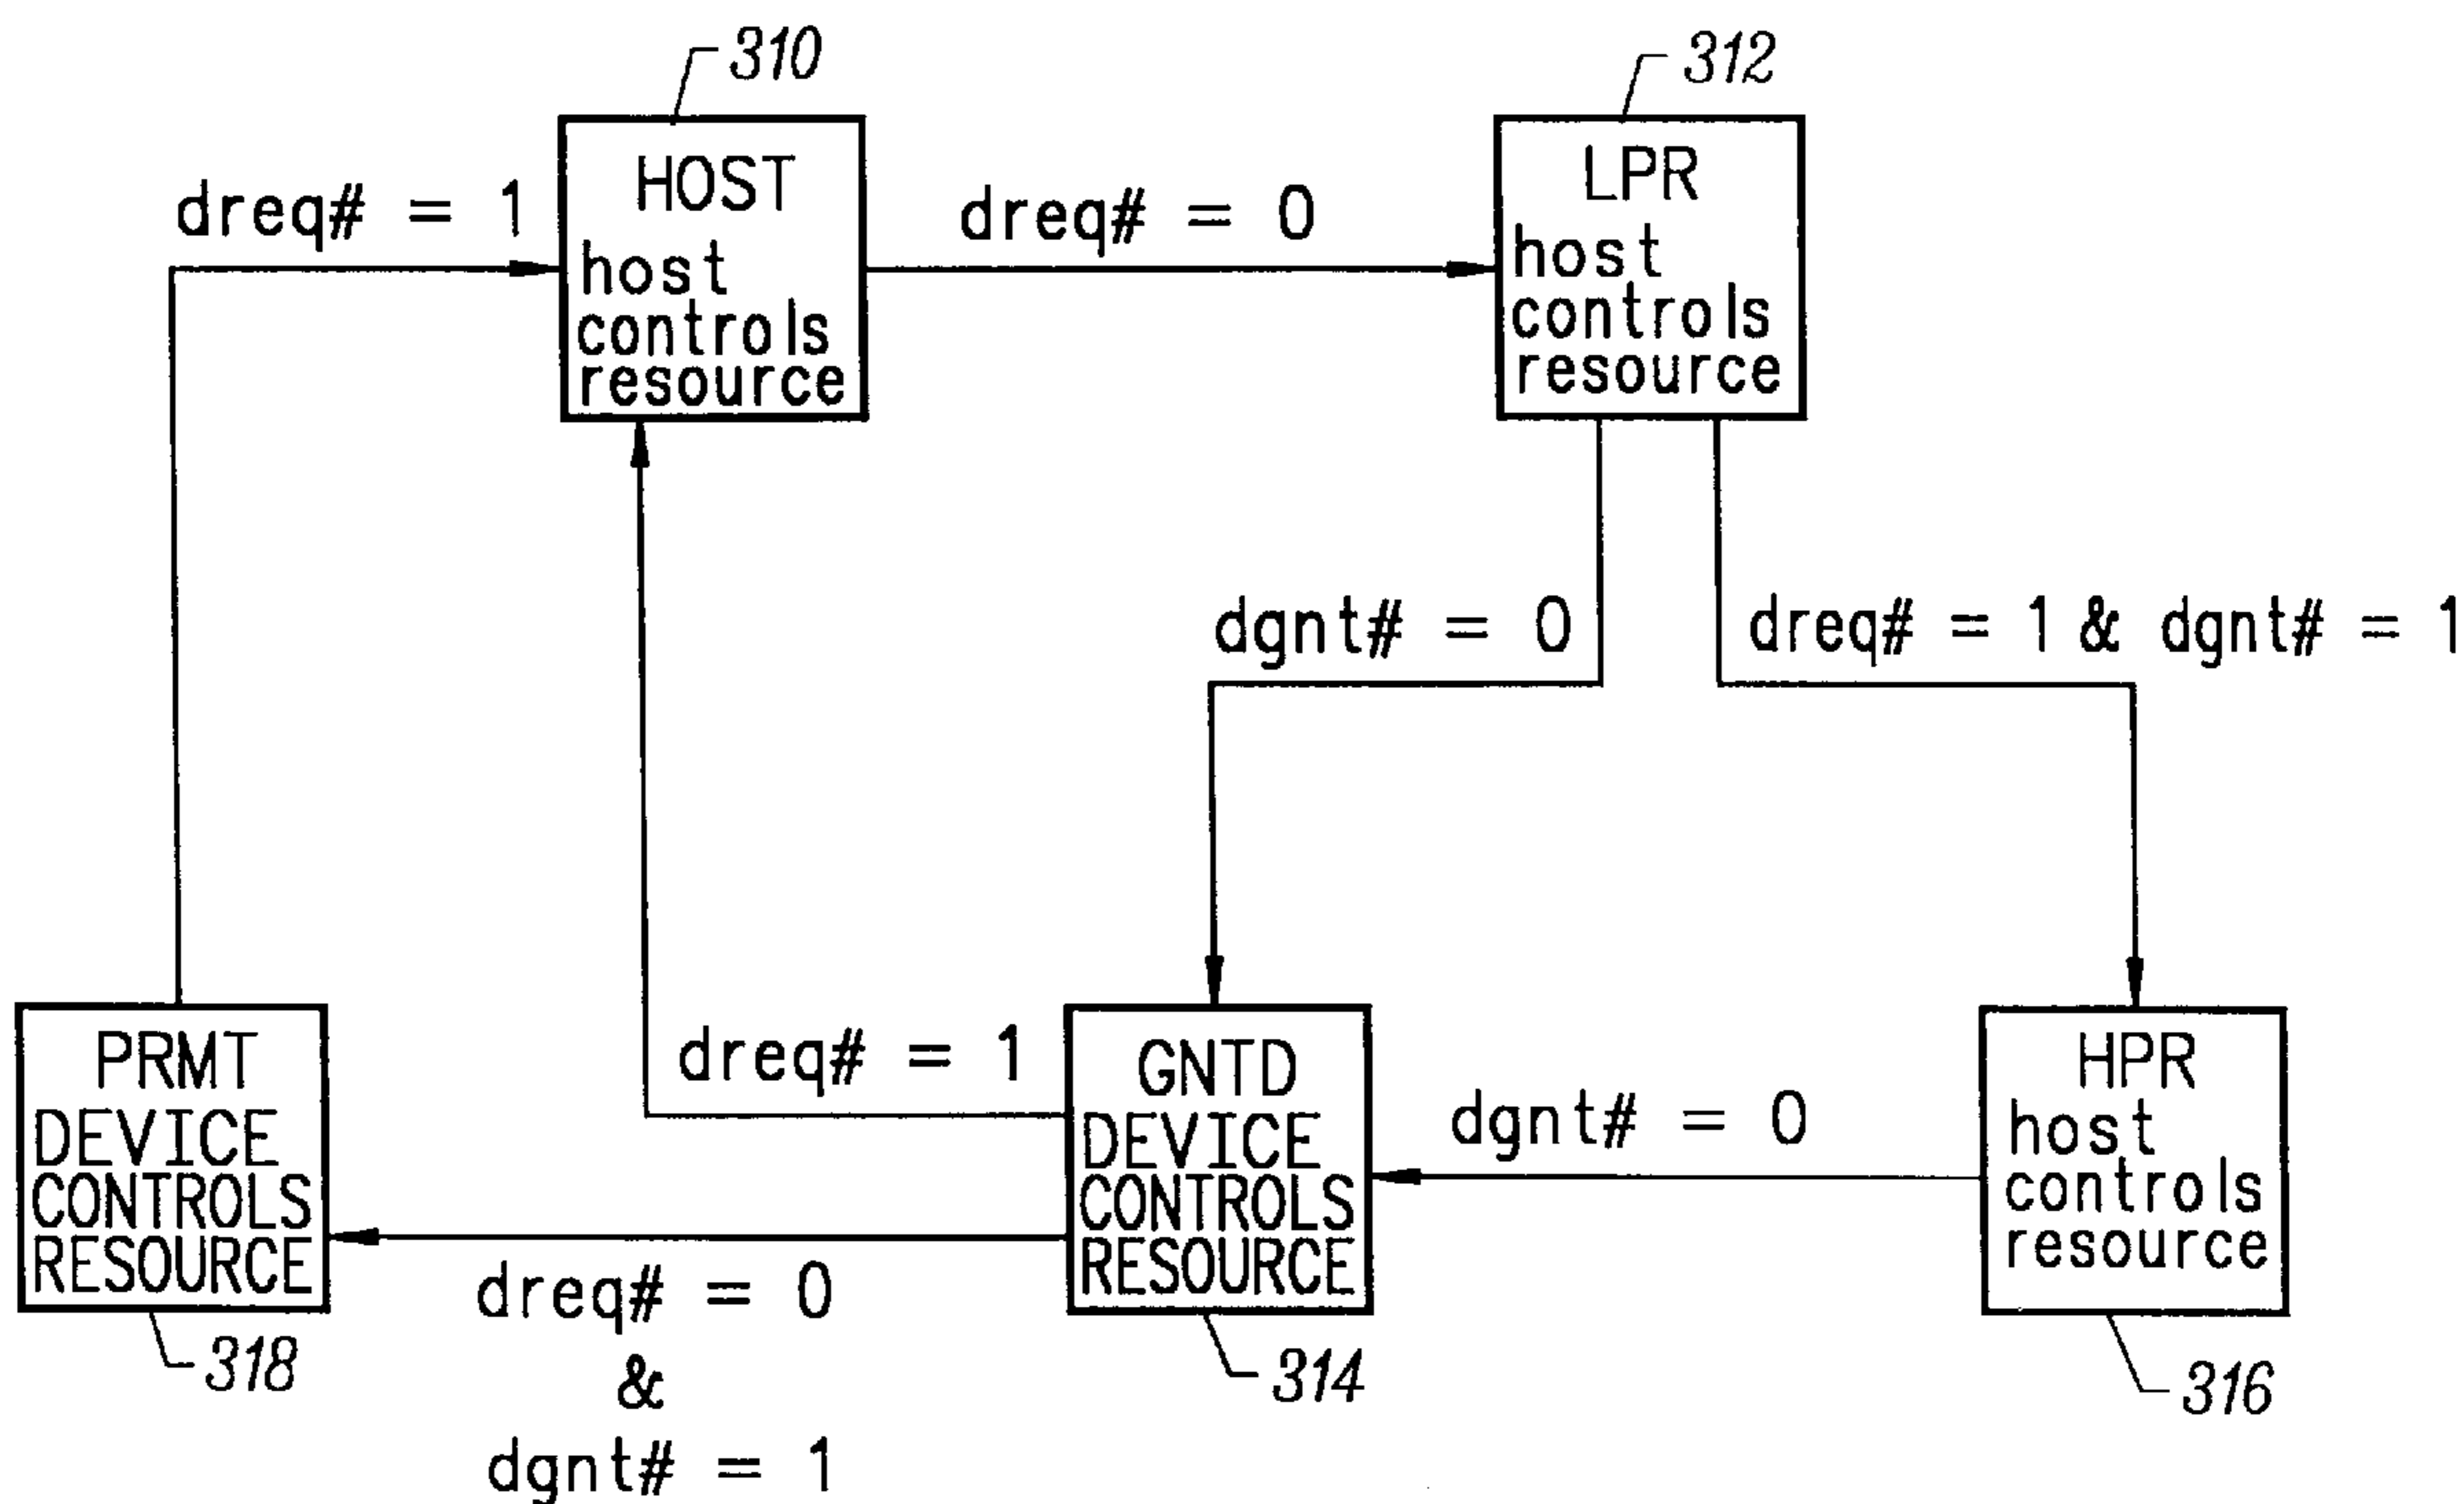 310
312
dreq# = 1
HOST
host
controls
resource
dreq# = 0
LPR
host
controls
resource
dgnt# = 0
dreq# = 1 & dgnt# = 1
PRMT
DEVICE
CONTROLS
RESOURCE
dreq# = 1
GNTD
DEVICE
CONTROLS
RESOURCE
dgnt# = 0
HPR
host
controls
resource
dreq# = 0
&
dgnt# = 1
318
314
316